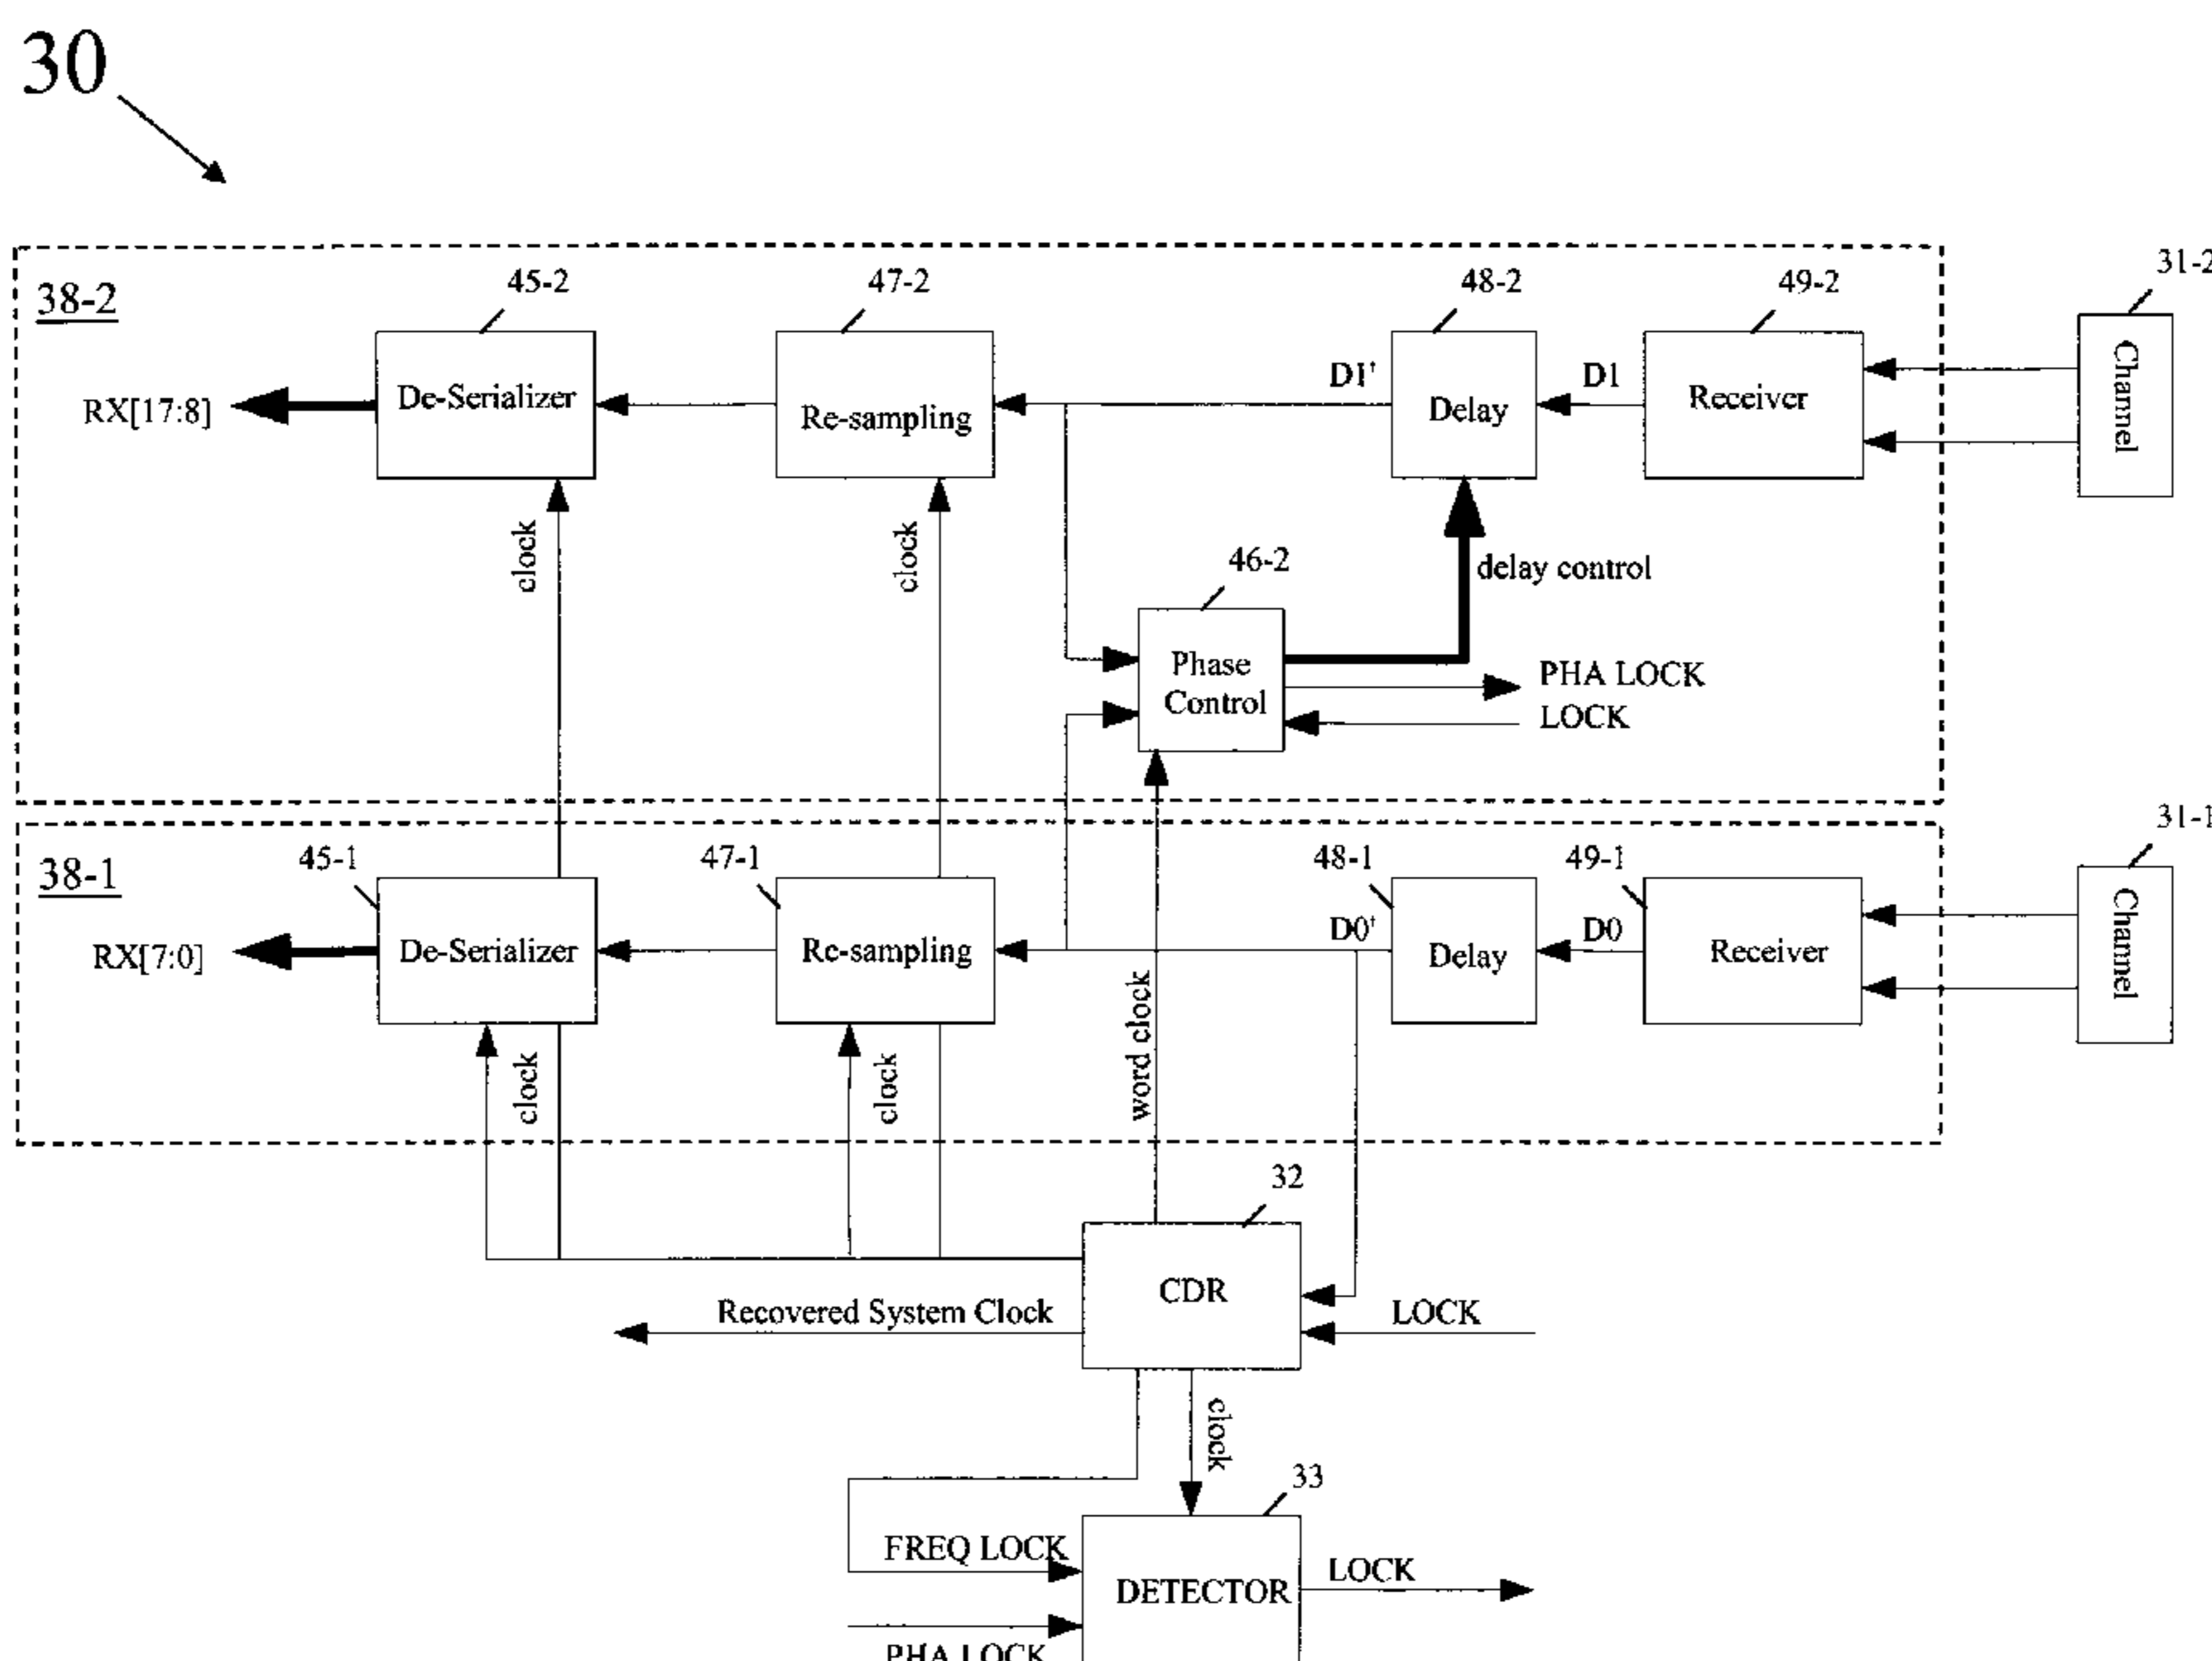 30
38-2
45-2
47-2
48-2
49-2
31-2
RX[17:8]
De-Serializer
Re-sampling
D1'
Delay
D1
Receiver
Channel
clock
clock
46-2
delay control
Phase
Control
PHA LOCK
LOCK
38-1
45-1
47-1
48-1
49-1
31-1
RX[7:0]
De-Serializer
Re-sampling
D0'
Delay
D0
Receiver
Channel
clock
clock
word clock
32
CDR
Recovered System Clock
LOCK
clock
33
FREQ LOCK
DETECTOR
LOCK
PHA LOCK